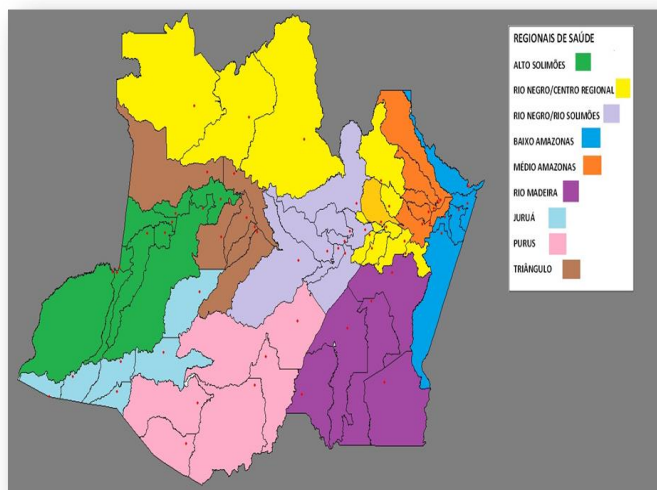 REGIONAIS DE SAÚDE
ALTO SOLIMÕES
RIO NEGRO/CENTRO REGIONAL
RIO NEGRO/RIO SOLIMÕES
BAIXO AMAZONAS
MÉDIO AMAZONAS
RIO MADEIRA
JURUÁ
PURUS
TRIÂNGULO